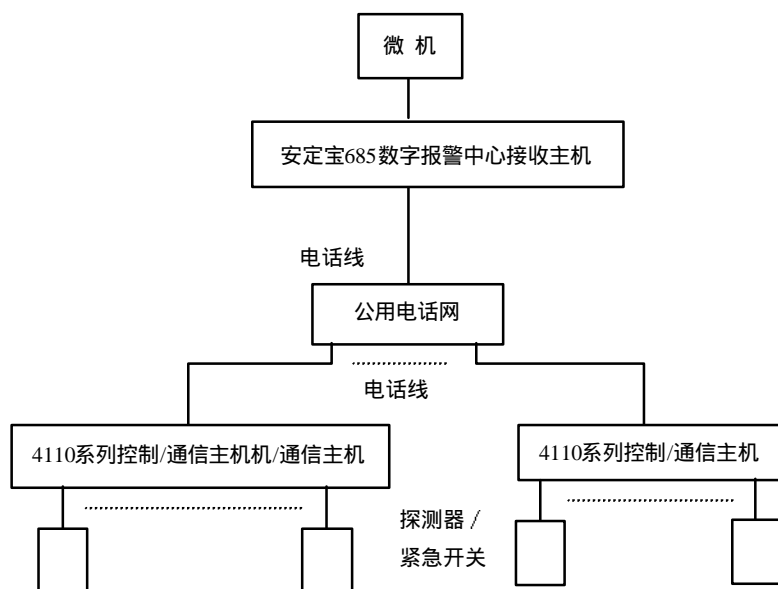 微 机
安定宝685数字报警中心接收主机
电话线
公用电话网
电话线
4110系列控制/通信主机机/通信主机
4110系列控制/通信主机
探测器 /
紧急开关